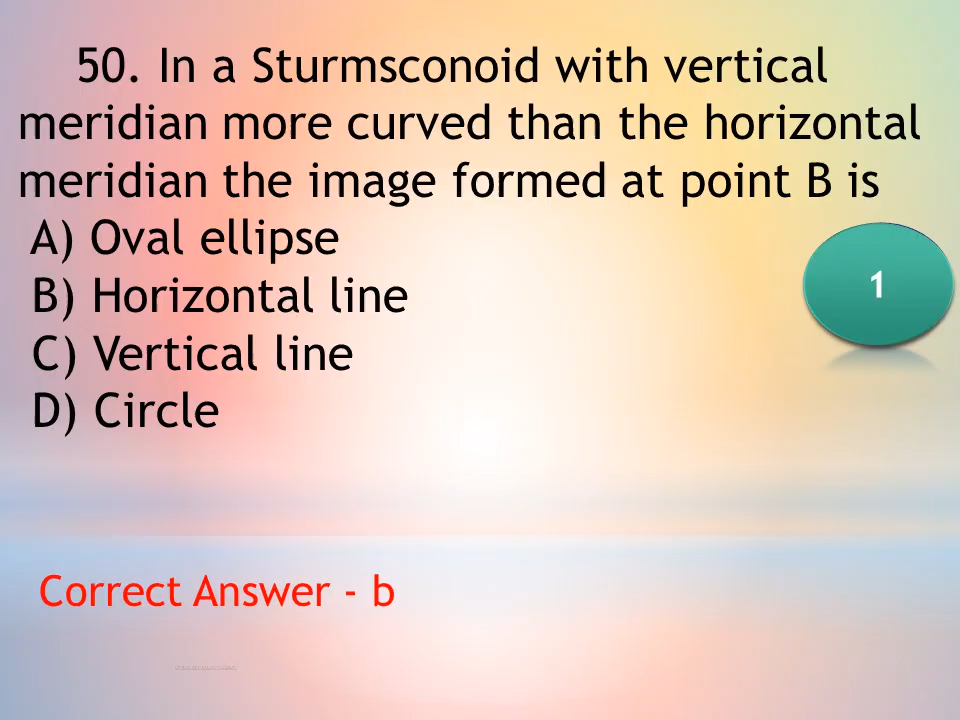 50. In a Sturmsconoid with vertical
meridian more curved than the horizontal
meridian the image formed at point B is
A) Oval ellipse
B) Horizontal line
C) Vertical line
D) Circle
1
Correct Answer - b